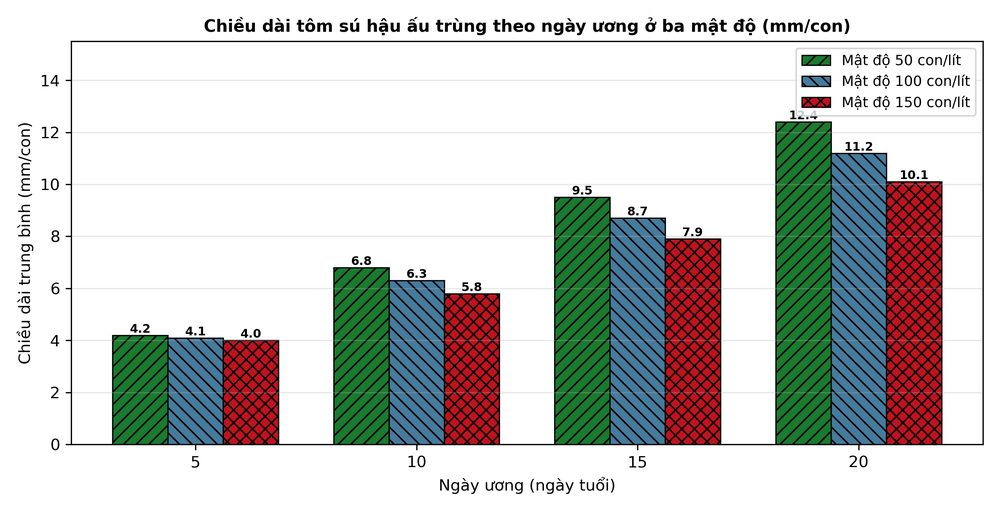 Chiều dài tôm sú hậu ấu trùng theo ngày ương ở ba mật độ (mm/con)
Chiều dài trung bình (mm/con)
14
12
10
8
6
4
2
0
Mật độ 50 con/lít
Mật độ 100 con/lít
Mật độ 150 con/lít
4.2 4.1 4.0
6.8 6.3 5.8
9.5 8.7 7.9
12.4 11.2 10.1
5 10 15 20
Ngày ương (ngày tuổi)